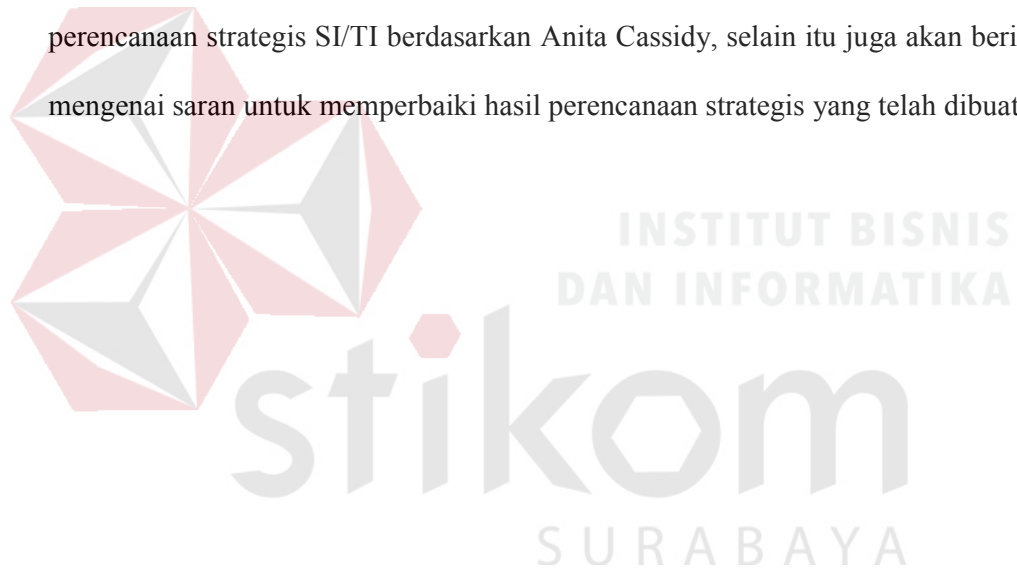 perencanaan strategis SI/TI berdasarkan Anita Cassidy, selain itu juga akan beri
mengenai saran untuk memperbaiki hasil perencanaan strategis yang telah dibuat
INSTITUT BISNIS
DAN INFORMATIKA
stikom
SURABAYA